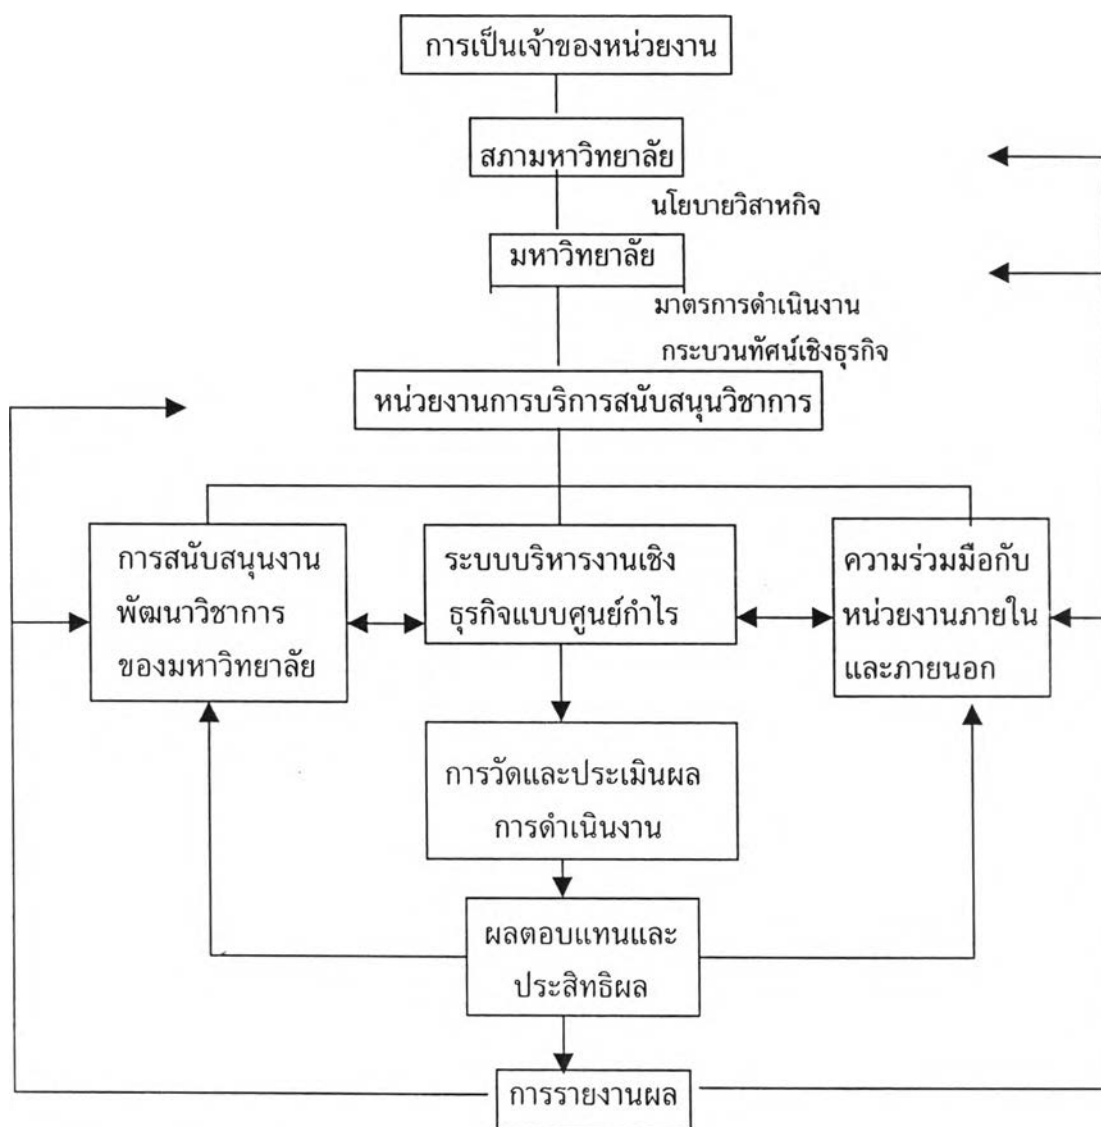 การเป็นเจ้าของหน่วยงาน
สภามหาวิทยาลัย
นโยบายวิสาหกิจ
มหาวิทยาลัย
มาตรการดำเนินงาน
กระบวนทัศน์เชิงธุรกิจ
หน่วยงานการบริการสนับสนุนวิชาการ
การสนับสนุนงาน
พัฒนาวิชาการ
ของมหาวิทยาลัย
ระบบบริหารงานเชิง
ธุรกิจแบบศูนย์กำไร
ความร่วมมือกับ
หน่วยงานภายใน
และภายนอก
การวัดและประเมินผล
การดำเนินงาน
ผลตอบแทนและ
ประสิทธิผล
การรายงานผล